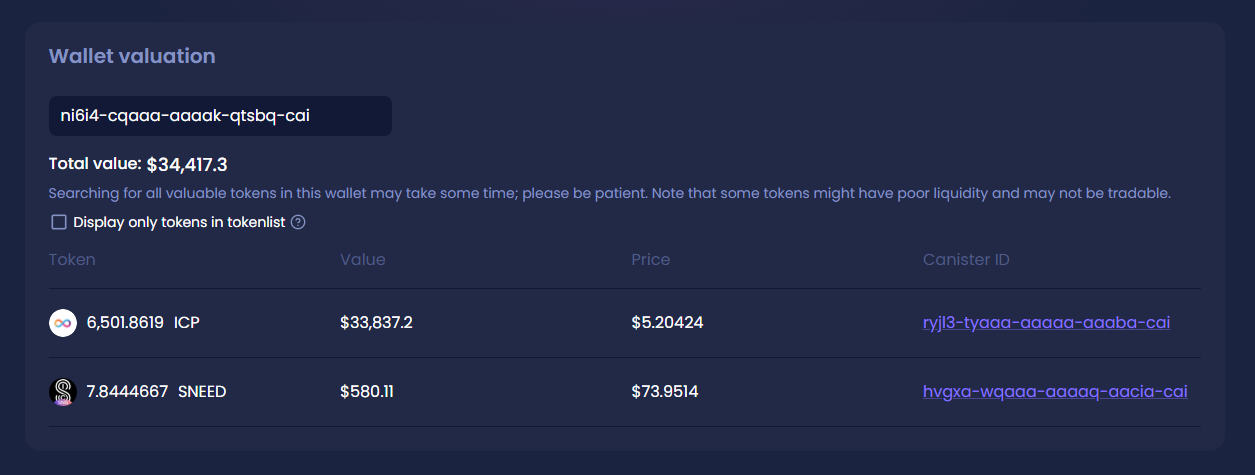 Wallet valuation
ni6i4-cqaaa-aaaak-qtsbq-cai
Total value: $34,417.3
Searching for all valuable tokens in this wallet may take some time; please be patient. Note that some tokens might have poor liquidity and may not be tradable.
Display only tokens in tokenlist ?
Token Value Price Canister ID
6,501.8619 ICP $33,837.2 $5.20424 ryjl3-tyaaa-aaaaa-aaaba-cai
7.8444667 SNEED $580.11 $73.9514 hvgxa-wqaaa-aaaaq-aacia-cai